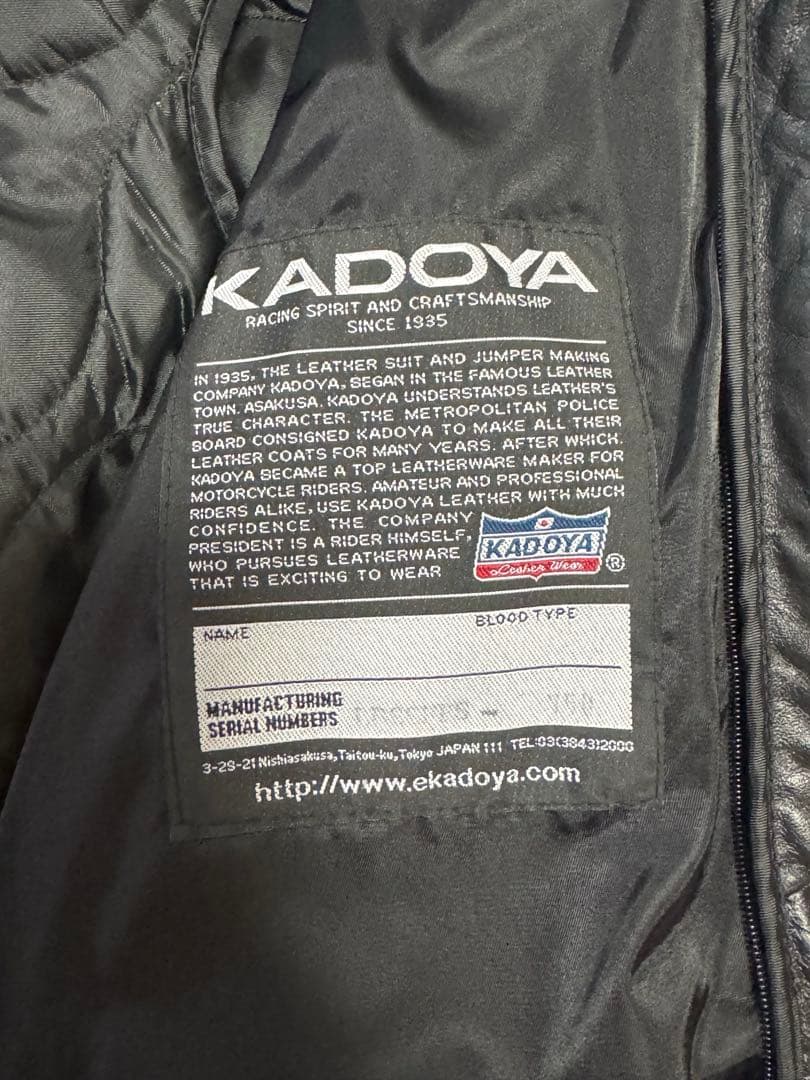 KADOYA
RACING SPIRIT AND CRAFTSMANSHIP
SINCE 1935
IN 1935, THE LEATHER SUIT AND JUMPER MAKING
COMPANY KADOYA, BEGAN IN THE FAMOUS LEATHER
TOWN, ASAKUSA. KADOYA UNDERSTANDS LEATHER'S
TRUE CHARACTER. THE METROPOLITAN POLICE
BOARD CONSIGNED KADOYA TO MAKE ALL THEIR
LEATHER COATS FOR MANY YEARS. AFTER WHICH,
KADOYA BECAME A TOP LEATHERWARE MAKER FOR
MOTORCYCLE RIDERS. AMATEUR AND PROFESSIONAL
RIDERS ALIKE, USE KADOYA LEATHER WITH MUCH
CONFIDENCE. THE COMPANY
PRESIDENT IS A RIDER HIMSELF,
WHO PURSUES LEATHERWARE
THAT IS EXCITING TO WEAR
KADOYA
Leather Wear
®
NAME
BLOOD TYPE
MANUFACTURING
SERIAL NUMBERS
3-29-21 Nishiasakusa, Taitou-ku, Tokyo JAPAN 111 TEL:03(3843)2000
http://www.ekadoya.com